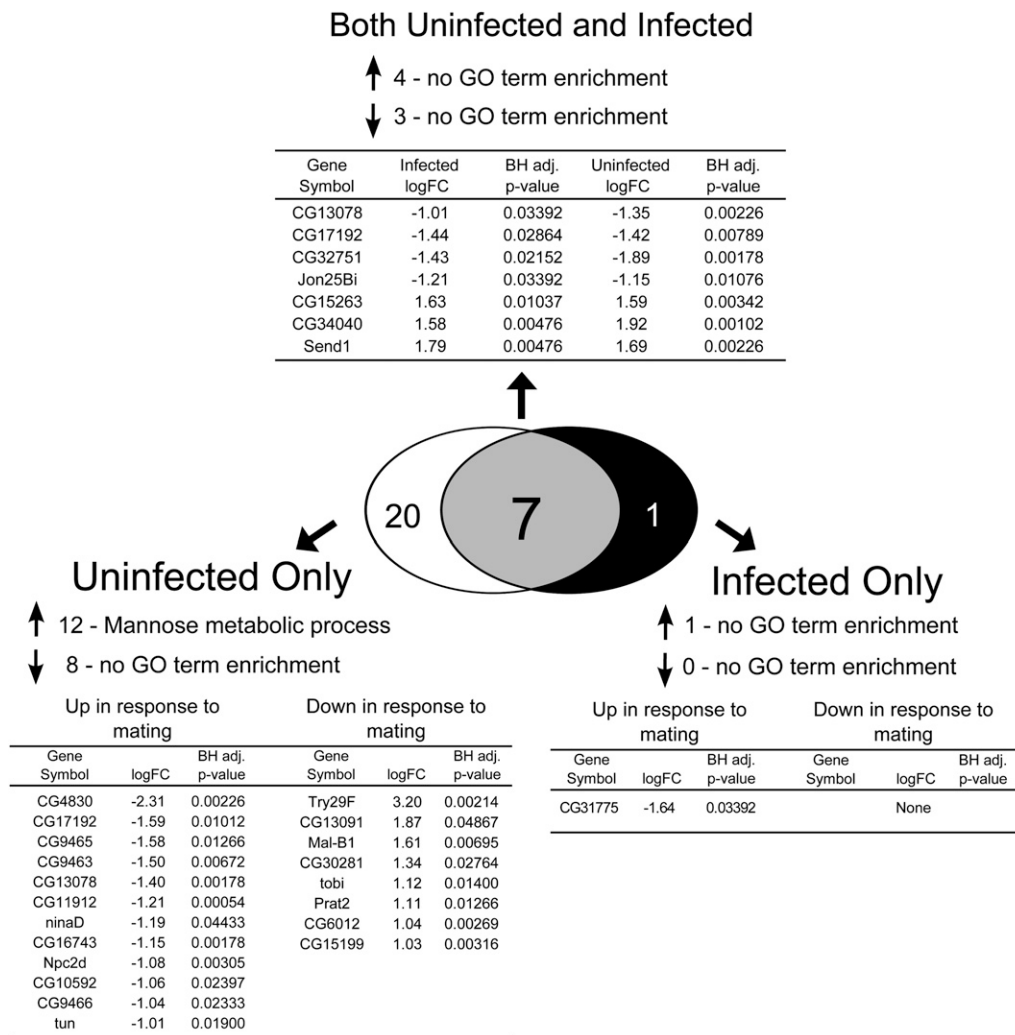 Both Uninfected and Infected
4 - no GO term enrichment
3 - no GO term enrichment
Gene Symbol Infected logFC BH adj. p-value Uninfected logFC BH adj. p-value
CG13078 -1.01 0.03392 -1.35 0.00226
CG17192 -1.44 0.02864 -1.42 0.00789
CG32751 -1.43 0.02152 -1.89 0.00178
Jon25Bi -1.21 0.03392 -1.15 0.01076
CG15263 1.63 0.01037 1.59 0.00342
CG34040 1.58 0.00476 1.92 0.00102
Send1 1.79 0.00476 1.69 0.00226
20 7 1
Uninfected Only
12 - Mannose metabolic process
8 - no GO term enrichment
Up in response to mating
Gene Symbol logFC BH adj. p-value
CG4830 -2.31 0.00226
CG17192 -1.59 0.01012
CG9465 -1.58 0.01266
CG9463 -1.50 0.00672
CG13078 -1.40 0.00178
CG11912 -1.21 0.00054
ninaD -1.19 0.04433
CG16743 -1.15 0.00178
Npc2d -1.08 0.00305
CG10592 -1.06 0.02397
CG9466 -1.04 0.02333
tun -1.01 0.01900
Down in response to mating
Gene Symbol logFC BH adj. p-value
Try29F 3.20 0.00214
CG13091 1.87 0.04867
Mal-B1 1.61 0.00695
CG30281 1.34 0.02764
tobi 1.12 0.01400
Prat2 1.11 0.01266
CG6012 1.04 0.00269
CG15199 1.03 0.00316
Infected Only
1 - no GO term enrichment
0 - no GO term enrichment
Up in response to mating
Gene Symbol logFC BH adj. p-value
CG31775 -1.64 0.03392
Down in response to mating
Gene Symbol logFC BH adj. p-value
None